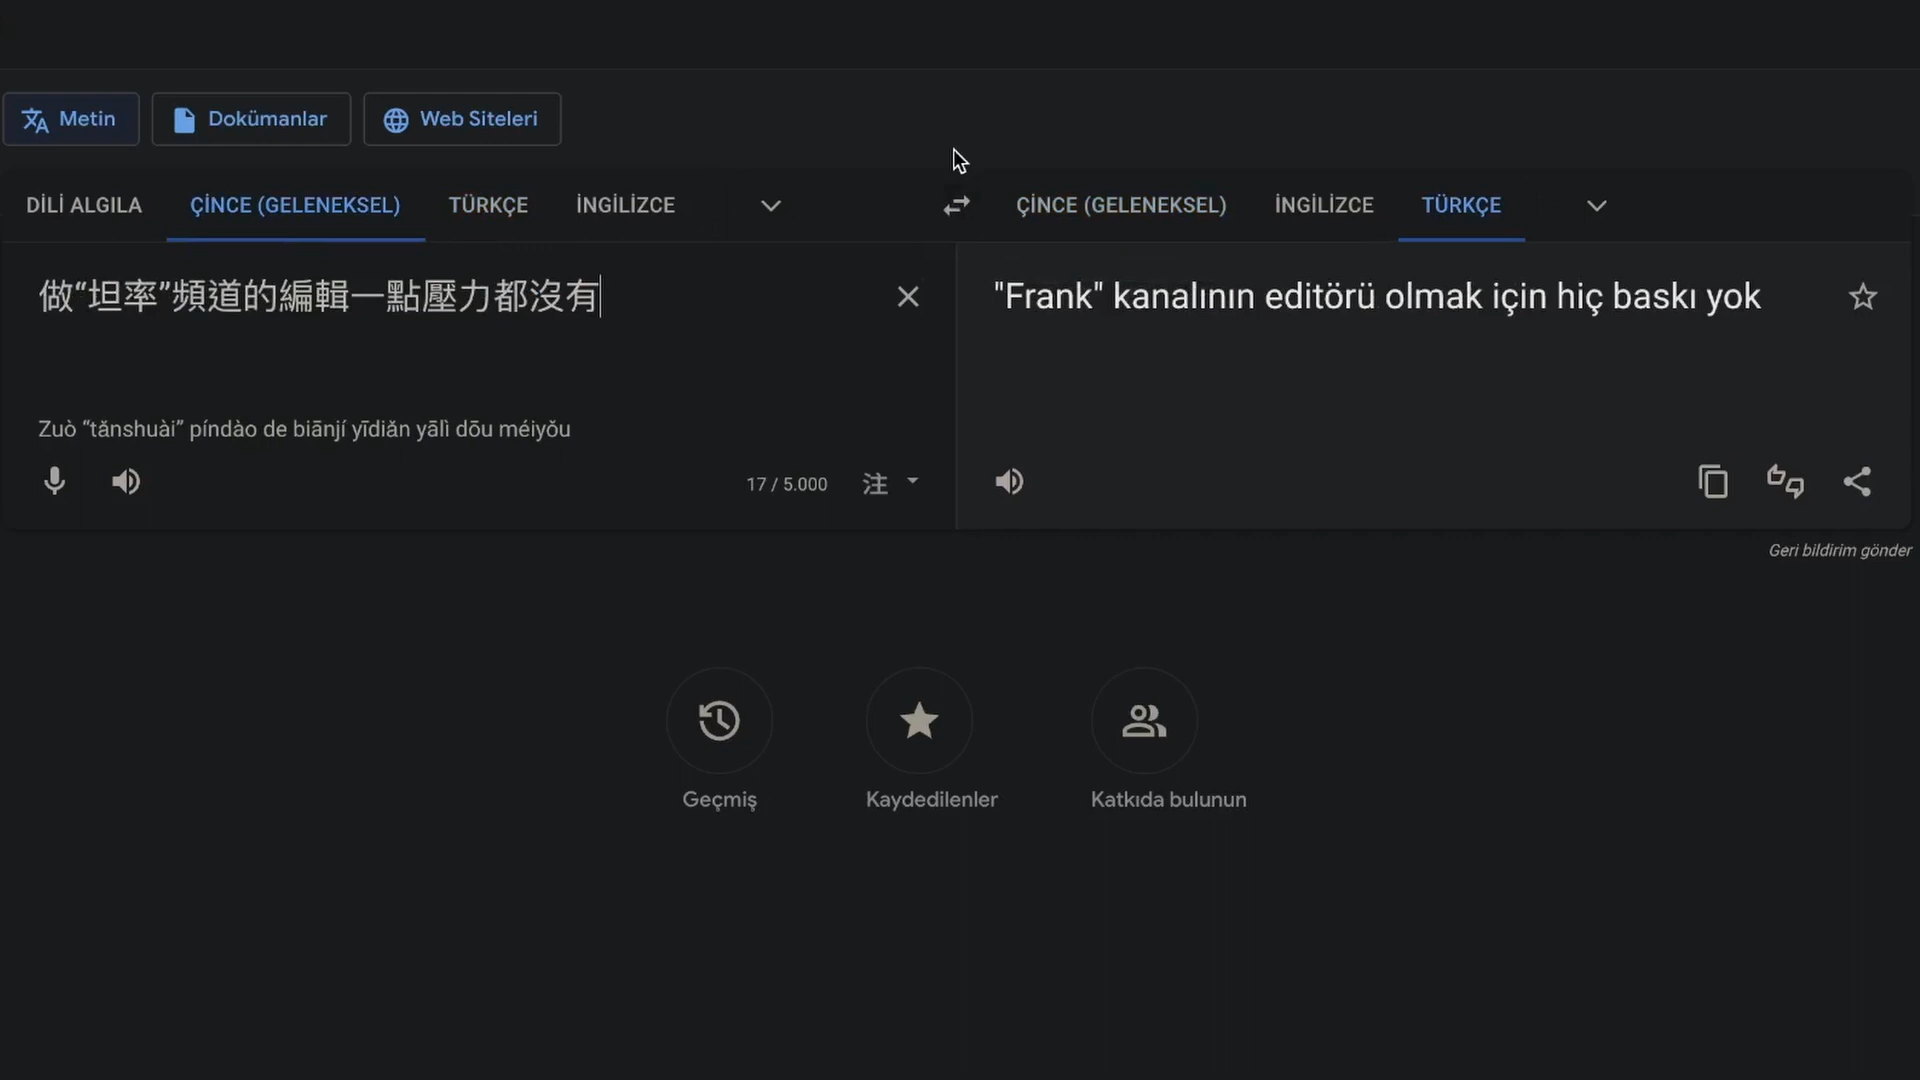 Metin
Dokümanlar
Web Siteleri
DİLİ ALGILA
ÇİNCE (GELENEKSEL)
TÜRKÇE
İNGİLİZCE
ÇİNCE (GELENEKSEL)
İNGİLİZCE
TÜRKÇE
做“坦率”頻道的編輯一點壓力都沒有
"Frank" kanalının editörü olmak için hiç baskı yok
Zuò “tǎnshuài” píndào de biānjí yīdiǎn yālì dōu méiyǒu
17 / 5.000
注
Geri bildirim gönder
Geçmiş
Kaydedilenler
Katkıda bulunun